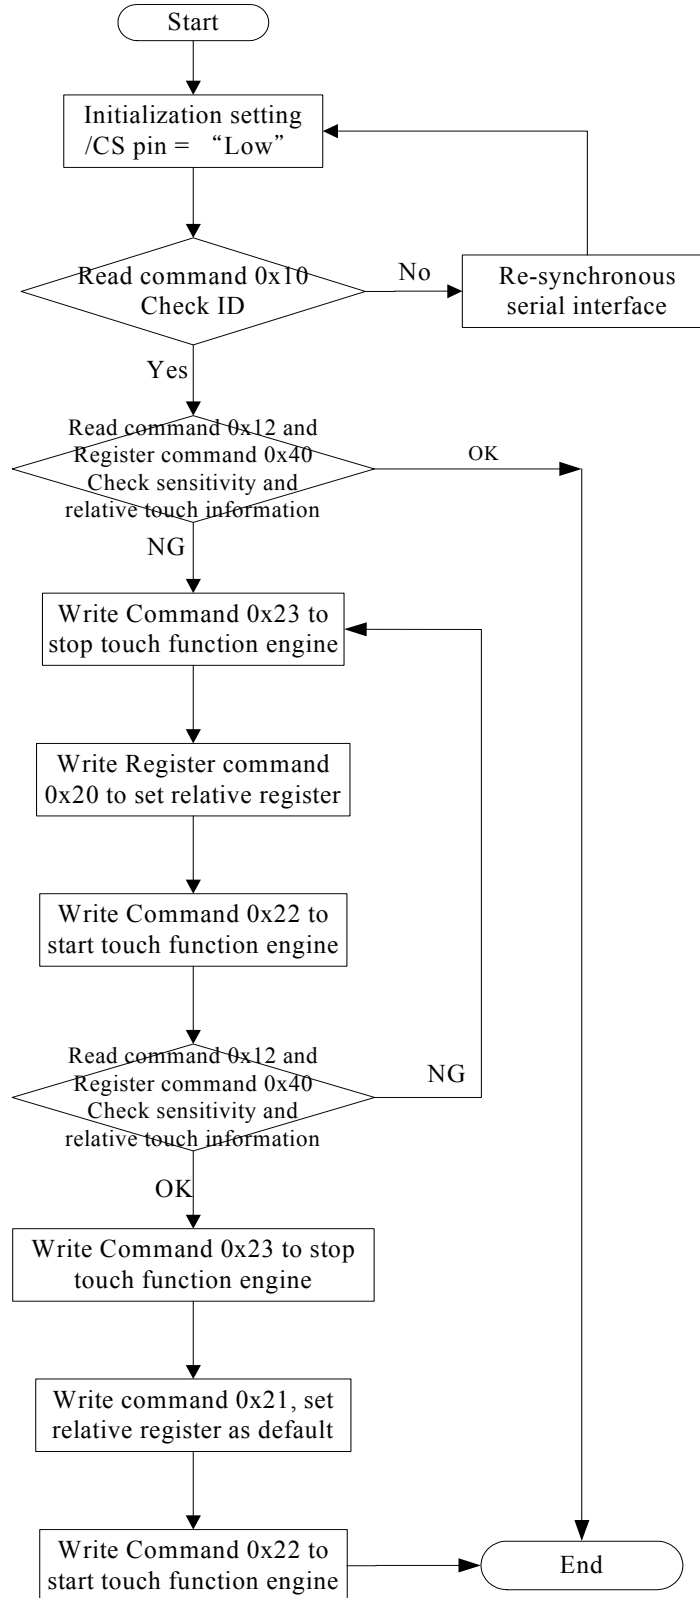 Start
Initialization setting
/CS pin = “Low”
Read command 0x10
Check ID
No
Re-synchronous
serial interface
Yes
Read command 0x12 and
Register command 0x40
Check sensitivity and
relative touch information
OK
NG
Write Command 0x23 to
stop touch function engine
Write Register command
0x20 to set relative register
Write Command 0x22 to
start touch function engine
Read command 0x12 and
Register command 0x40
Check sensitivity and
relative touch information
NG
OK
Write Command 0x23 to stop
touch function engine
Write command 0x21, set
relative register as default
Write Command 0x22 to
start touch function engine
End